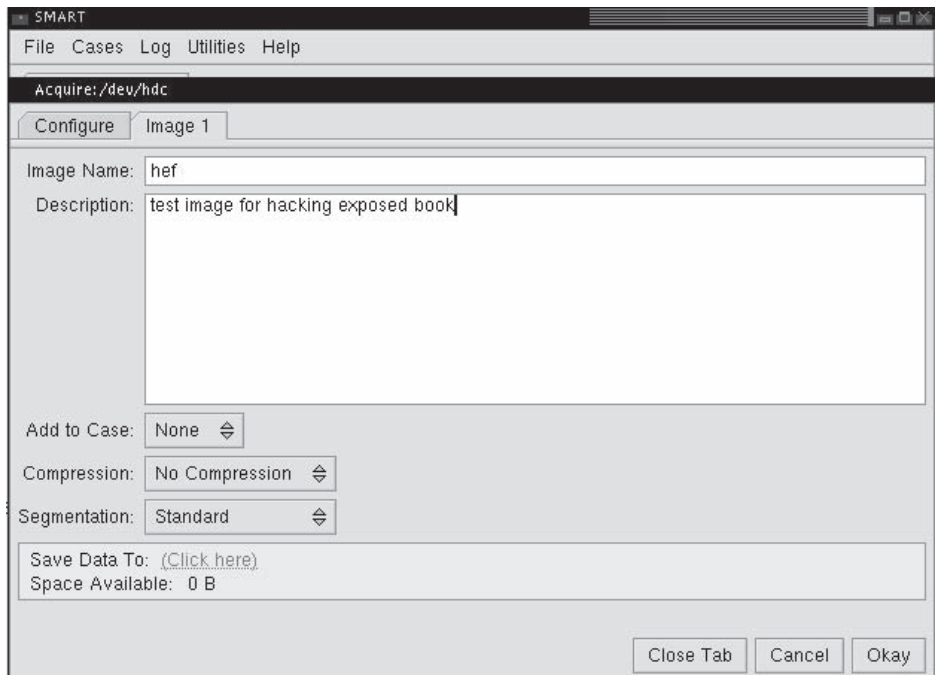 SMART
File Cases Log Utilities Help
Acquire:/dev/hdc
Configure Image 1
Image Name: hef
Description: test image for hacking exposed book
Add to Case: None
Compression: No Compression
Segmentation: Standard
Save Data To: (Click here)
Space Available: 0 B
Close Tab Cancel Okay